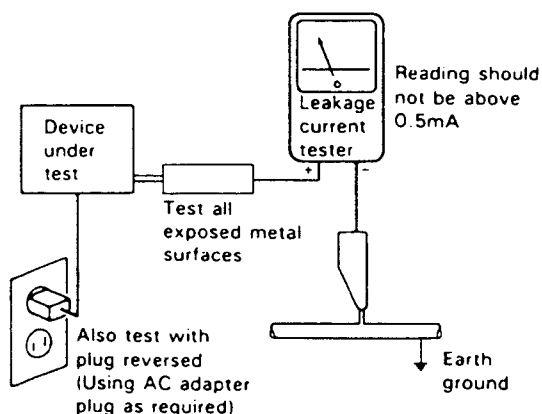 Device
under
test
Leakage
current
tester
+
-
Reading should
not be above
0.5mA
Test all
exposed metal
surfaces
Also test with
plug reversed
(Using AC adapter
plug as required)
Earth
ground